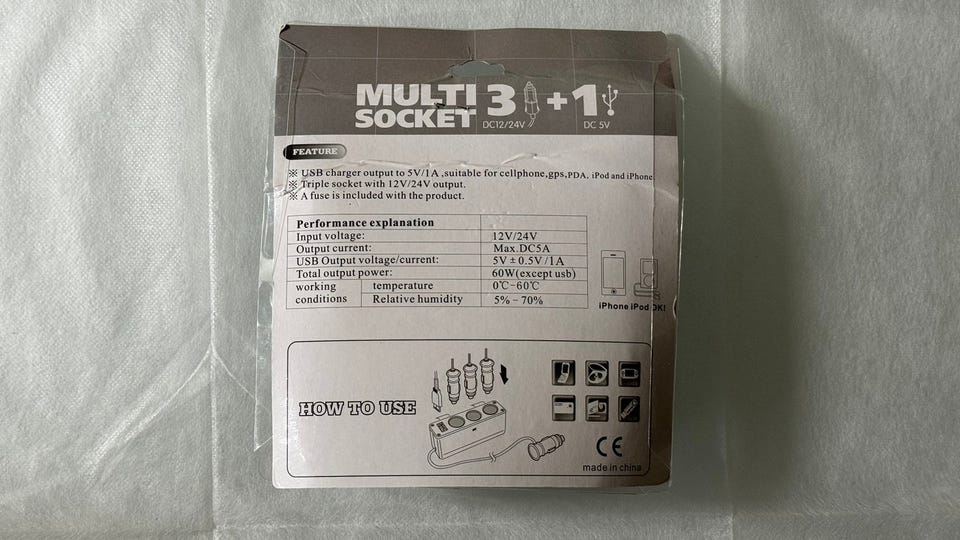 MULTI SOCKET 3 + 1
DC12/24V DC 5V
FEATURE
※ USB charger output to 5V/1A ,suitable for cellphone,gps,PDA, iPod and iPhone
※ Triple socket with 12V/24V output.
※ A fuse is included with the product.
Performance explanation
Input voltage: 12V/24V
Output current: Max.DC5A
USB Output voltage/current: 5V ± 0.5V/1A
Total output power: 60W(except usb)
working conditions temperature 0℃-60℃
Relative humidity 5% - 70%
iPhone iPod OK!
HOW TO USE
CE
made in china